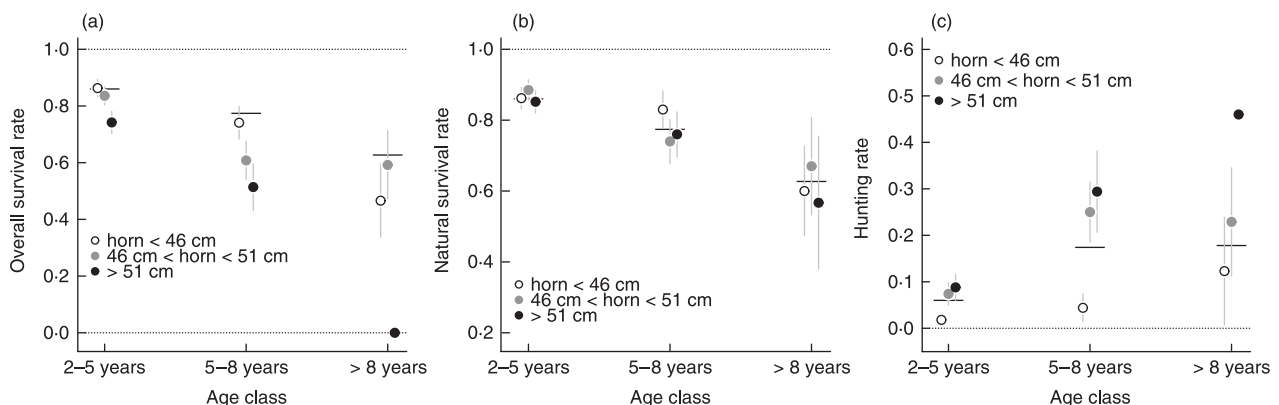 (a)
Overall survival rate
1·0
0·8
0·6
0·4
0·2
0·0
horn < 46 cm
46 cm < horn < 51 cm
> 51 cm
2–5 years
5–8 years
> 8 years
Age class
(b)
Natural survival rate
1·0
0·8
0·6
0·4
0·2
horn < 46 cm
46 cm < horn < 51 cm
> 51 cm
2–5 years
5–8 years
> 8 years
Age class
(c)
Hunting rate
0·6
0·5
0·4
0·3
0·2
0·1
0·0
horn < 46 cm
46 cm < horn < 51 cm
> 51 cm
2–5 years
5–8 years
> 8 years
Age class